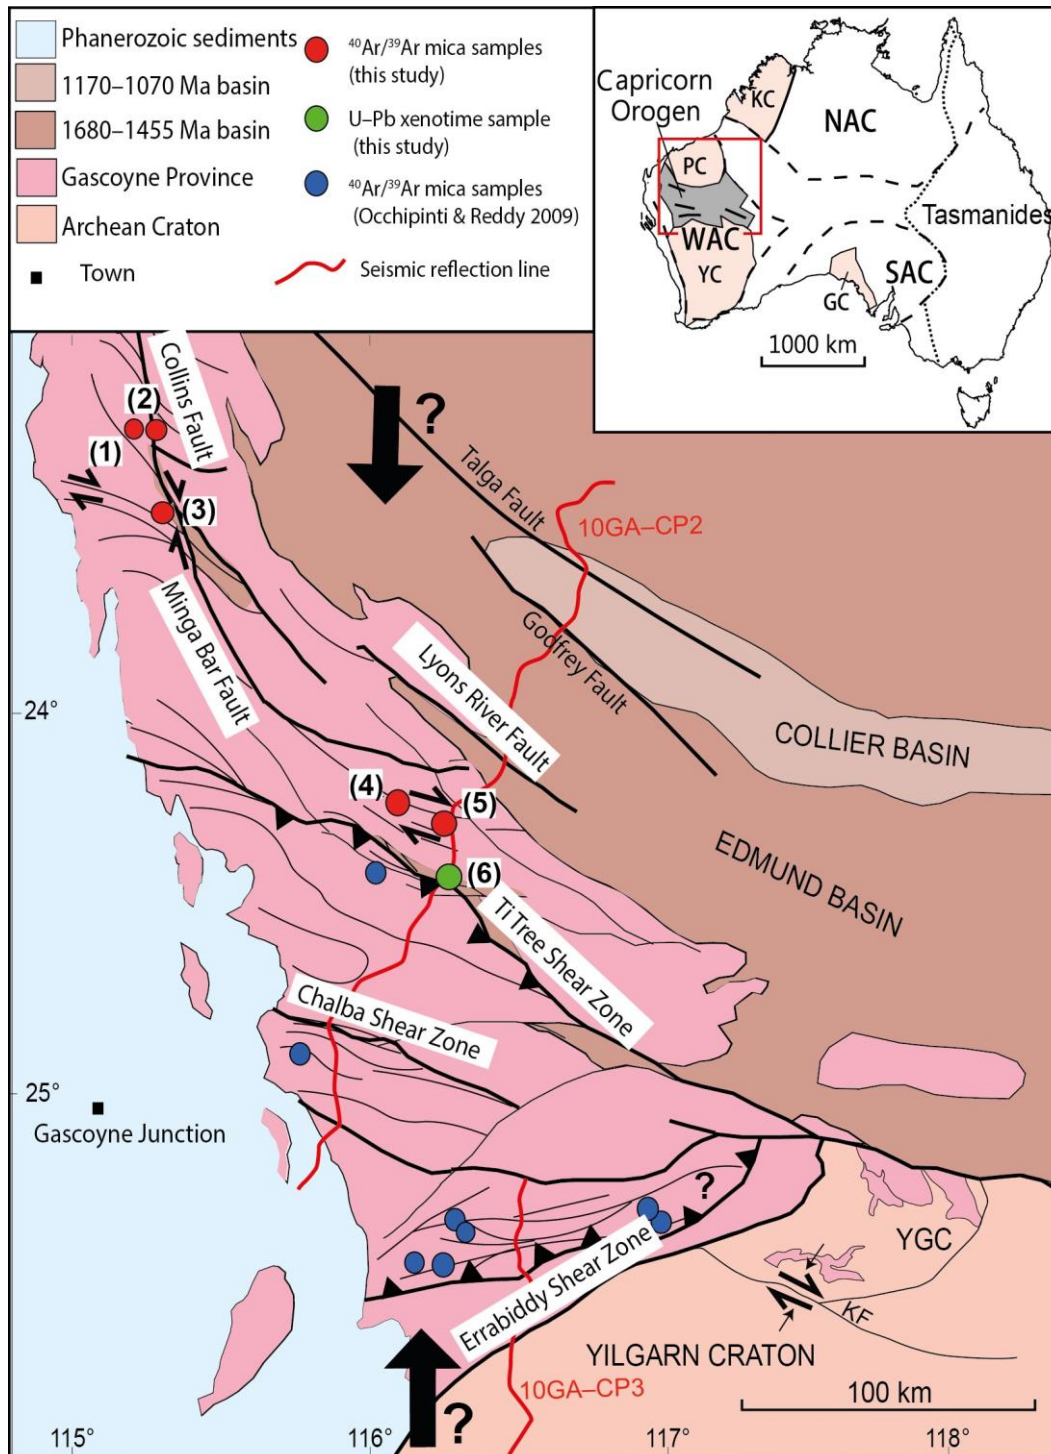 Phanerozoic sediments
1170–1070 Ma basin
1680–1455 Ma basin
Gascoyne Province
Archean Craton
Town
⁴⁰Ar/³⁹Ar mica samples
(this study)
U–Pb xenotime sample
(this study)
⁴⁰Ar/³⁹Ar mica samples
(Occhipinti & Reddy 2009)
Seismic reflection line
Capricorn
Orogen
KC
NAC
PC
Tasmanides
WAC
YC
SAC
GC
1000 km
Collins Fault
(2)
?
(1)
Talga Fault
(3)
10GA–CP2
Minga Bar Fault
Godfrey Fault
Lyons River Fault
24°
COLLIER BASIN
(4)
(5)
EDMUND BASIN
(6)
Ti Tree Shear Zone
Chalba Shear Zone
25°
Gascoyne Junction
?
YGC
Errabiddy Shear Zone
KF
YILGARN CRATON
10GA–CP3
100 km
?
115°
116°
117°
118°